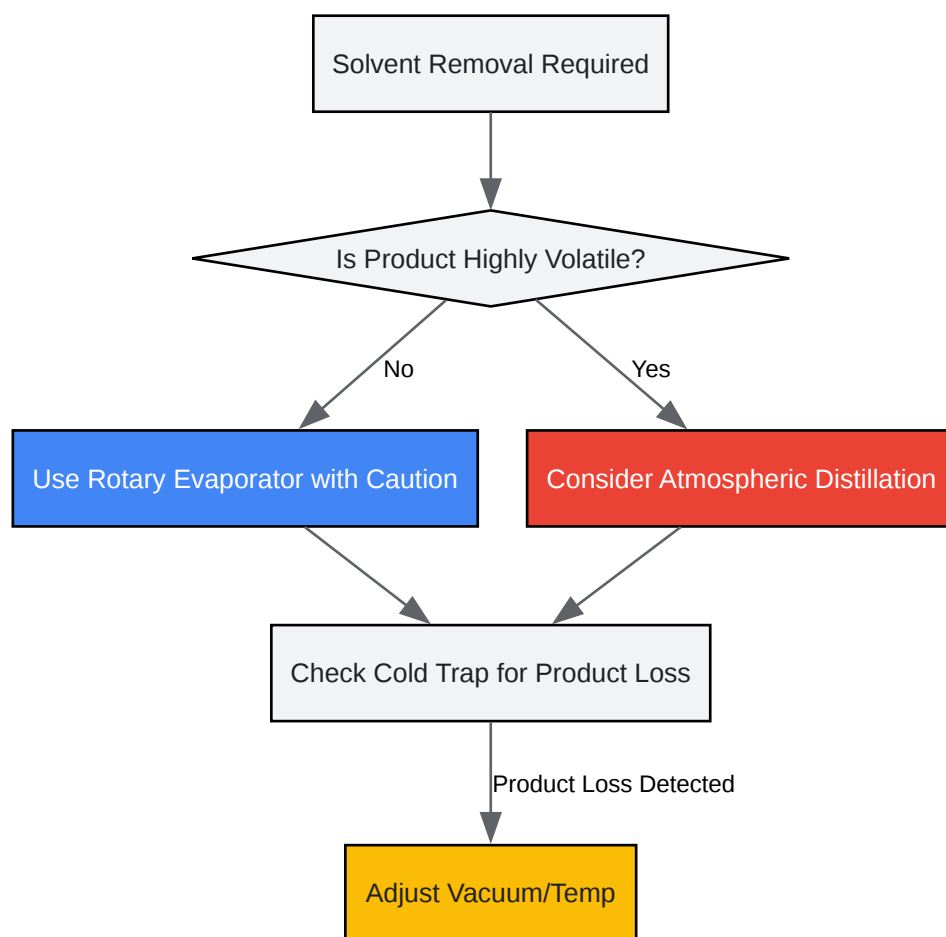 Solvent Removal Required
Is Product Highly Volatile?
No
Yes
Use Rotary Evaporator with Caution
Consider Atmospheric Distillation
Check Cold Trap for Product Loss
Product Loss Detected
Adjust Vacuum/Temp